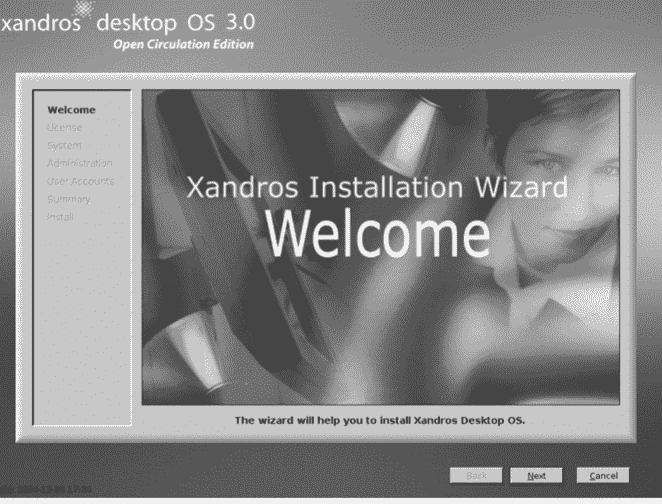 xandros desktop OS 3.0
Open Circulation Edition
Welcome
License
System
Administration
User Accounts
Summary
Install
Xandros Installation Wizard
Welcome
The wizard will help you to install Xandros Desktop OS.
Back
Next
Cancel